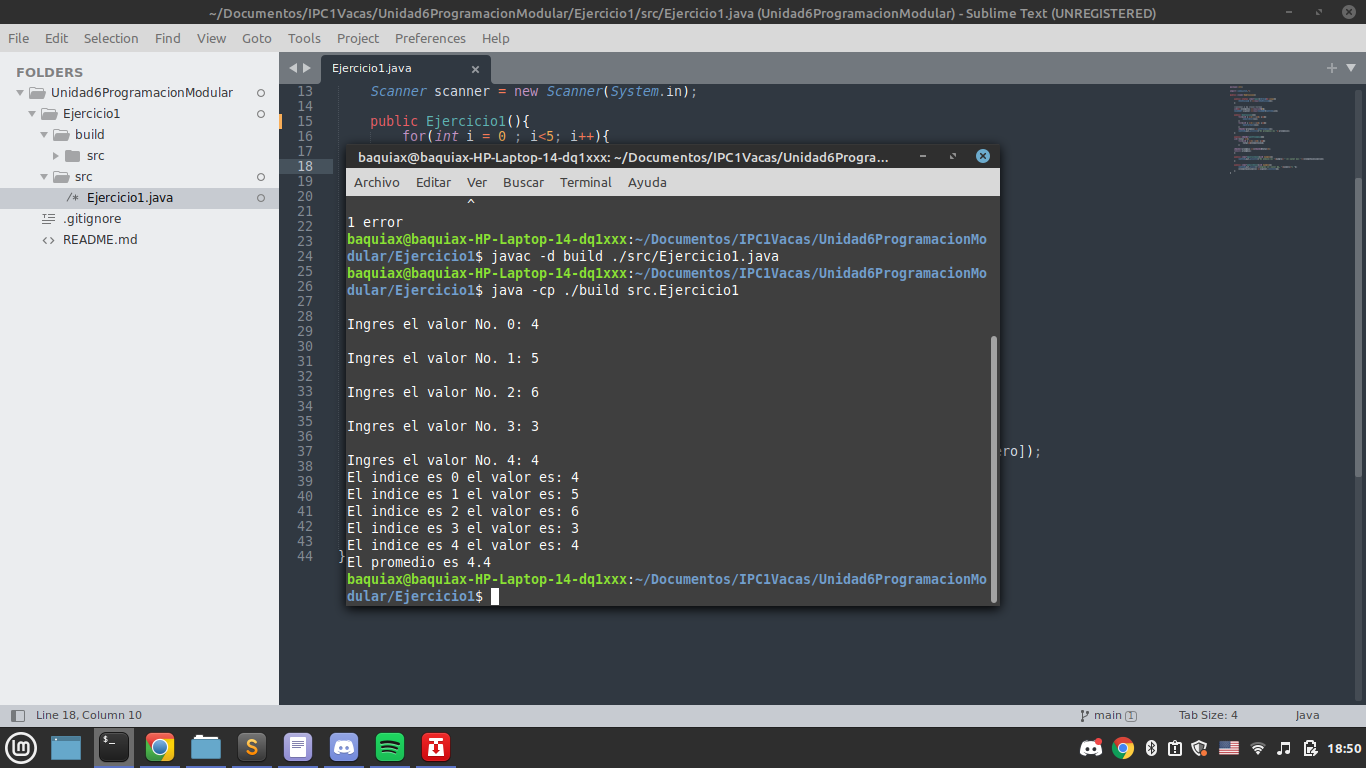 ~/Documentos/IPC1Vacas/Unidad6ProgramacionModular/Ejercicio1/src/Ejercicio1.java (Unidad6ProgramacionModular) - Sublime Text (UNREGISTERED)
File Edit Selection Find View Goto Tools Project Preferences Help
FOLDERS
Unidad6ProgramacionModular
Ejercicio1
build
src
src
/* Ejercicio1.java
.gitignore
<> README.md
Ejercicio1.java
13 Scanner scanner = new Scanner(System.in);
14
15 public Ejercicio1(){
16 for(int i = 0 ; i<5; i++){
17
18
19
20
21
22
23
24
25
26
27
28
29
30
31
32
33
34
35
36
37 ero]);
38
39
40
41
42
43
44 }
baquiax@baquiax-HP-Laptop-14-dq1xxx: ~/Documentos/IPC1Vacas/Unidad6Progra...
Archivo Editar Ver Buscar Terminal Ayuda
^
1 error
baquiax@baquiax-HP-Laptop-14-dq1xxx:~/Documentos/IPC1Vacas/Unidad6ProgramacionMo
dular/Ejercicio1$ javac -d build ./src/Ejercicio1.java
baquiax@baquiax-HP-Laptop-14-dq1xxx:~/Documentos/IPC1Vacas/Unidad6ProgramacionMo
dular/Ejercicio1$ java -cp ./build src.Ejercicio1
Ingres el valor No. 0: 4
Ingres el valor No. 1: 5
Ingres el valor No. 2: 6
Ingres el valor No. 3: 3
Ingres el valor No. 4: 4
El indice es 0 el valor es: 4
El indice es 1 el valor es: 5
El indice es 2 el valor es: 6
El indice es 3 el valor es: 3
El indice es 4 el valor es: 4
El promedio es 4.4
baquiax@baquiax-HP-Laptop-14-dq1xxx:~/Documentos/IPC1Vacas/Unidad6ProgramacionMo
dular/Ejercicio1$
Line 18, Column 10
main 1
Tab Size: 4
Java
18:50